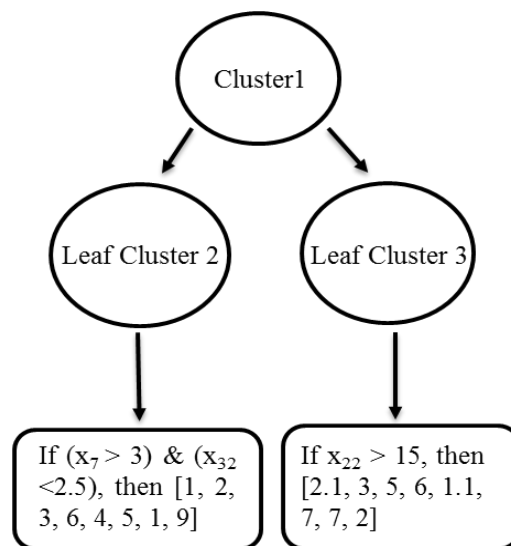 Cluster1
Leaf Cluster 2
Leaf Cluster 3
If (x₇ > 3) & (x₃₂
<2.5), then [1, 2,
3, 6, 4, 5, 1, 9]
If x₂₂ > 15, then
[2.1, 3, 5, 6, 1.1,
7, 7, 2]